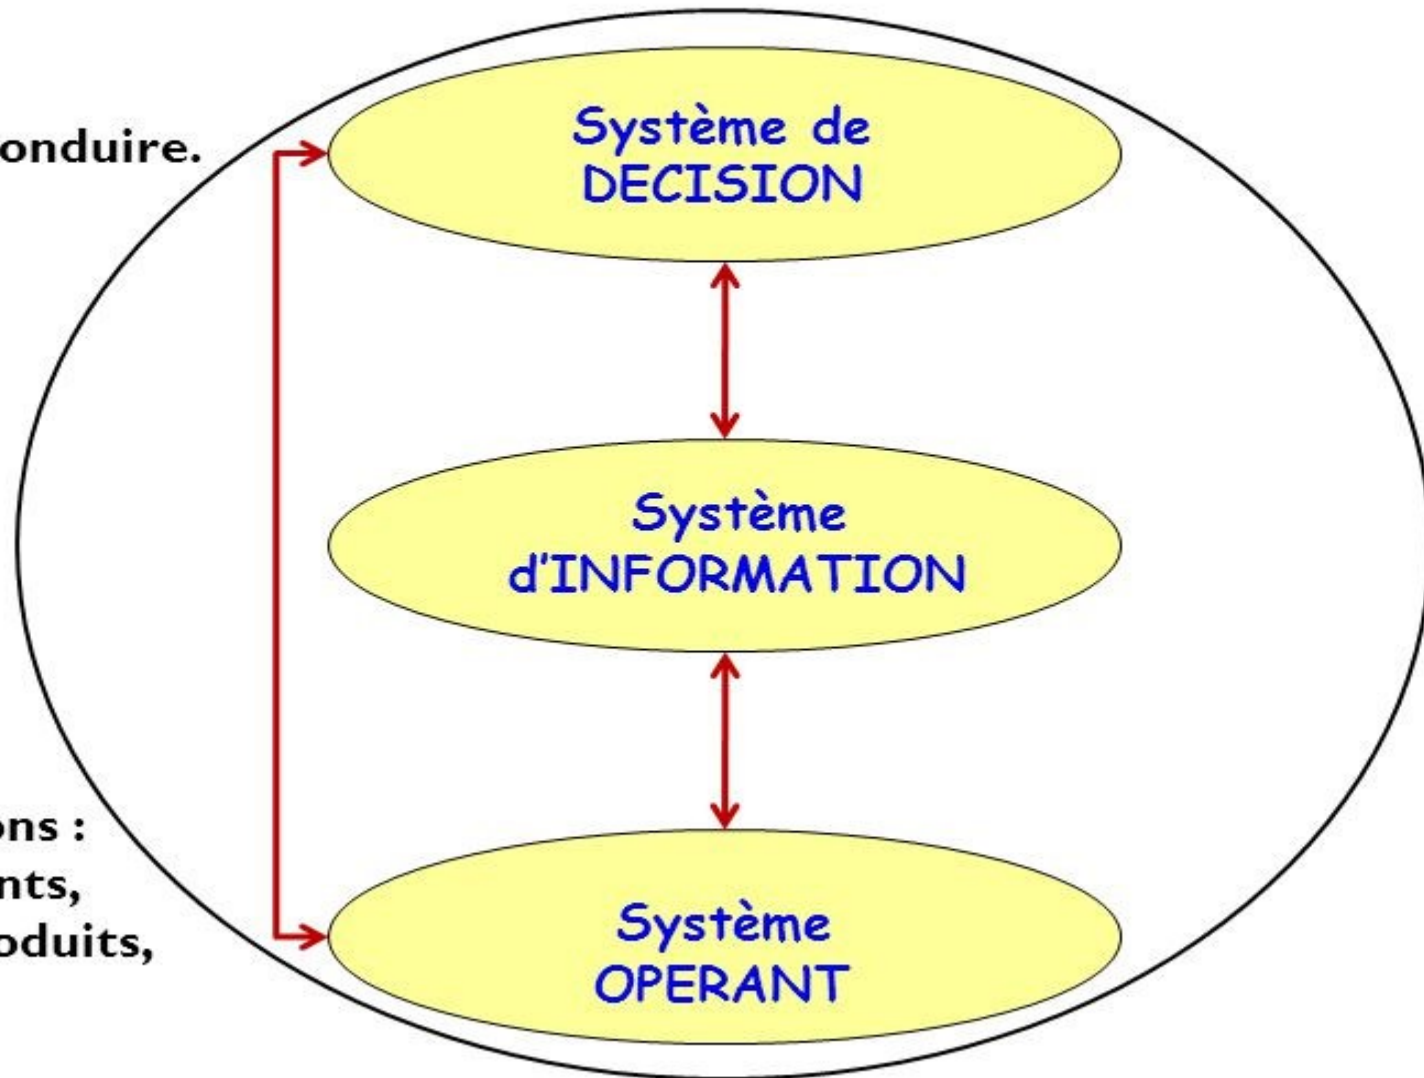 onduire.
Système de
DECISION
Système
d'INFORMATION
ons :
nts,
oduits,
Système
OPERANT